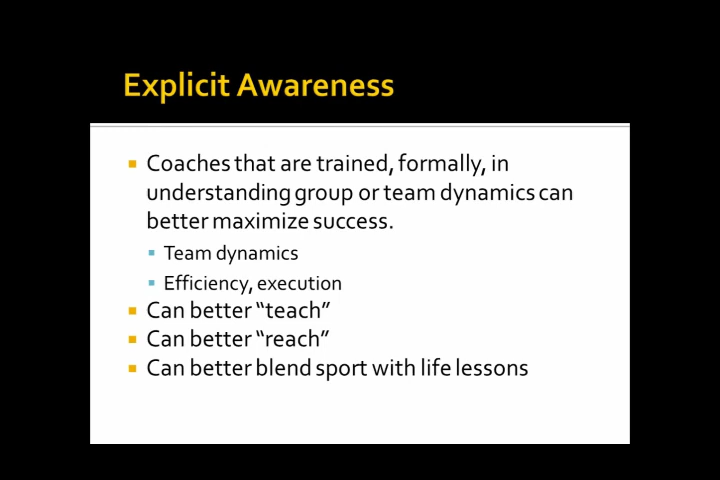 Explicit Awareness
Coaches that are trained, formally, in
understanding group or team dynamics can
better maximize success.
Team dynamics
Efficiency, execution
Can better “teach”
Can better “reach”
Can better blend sport with life lessons